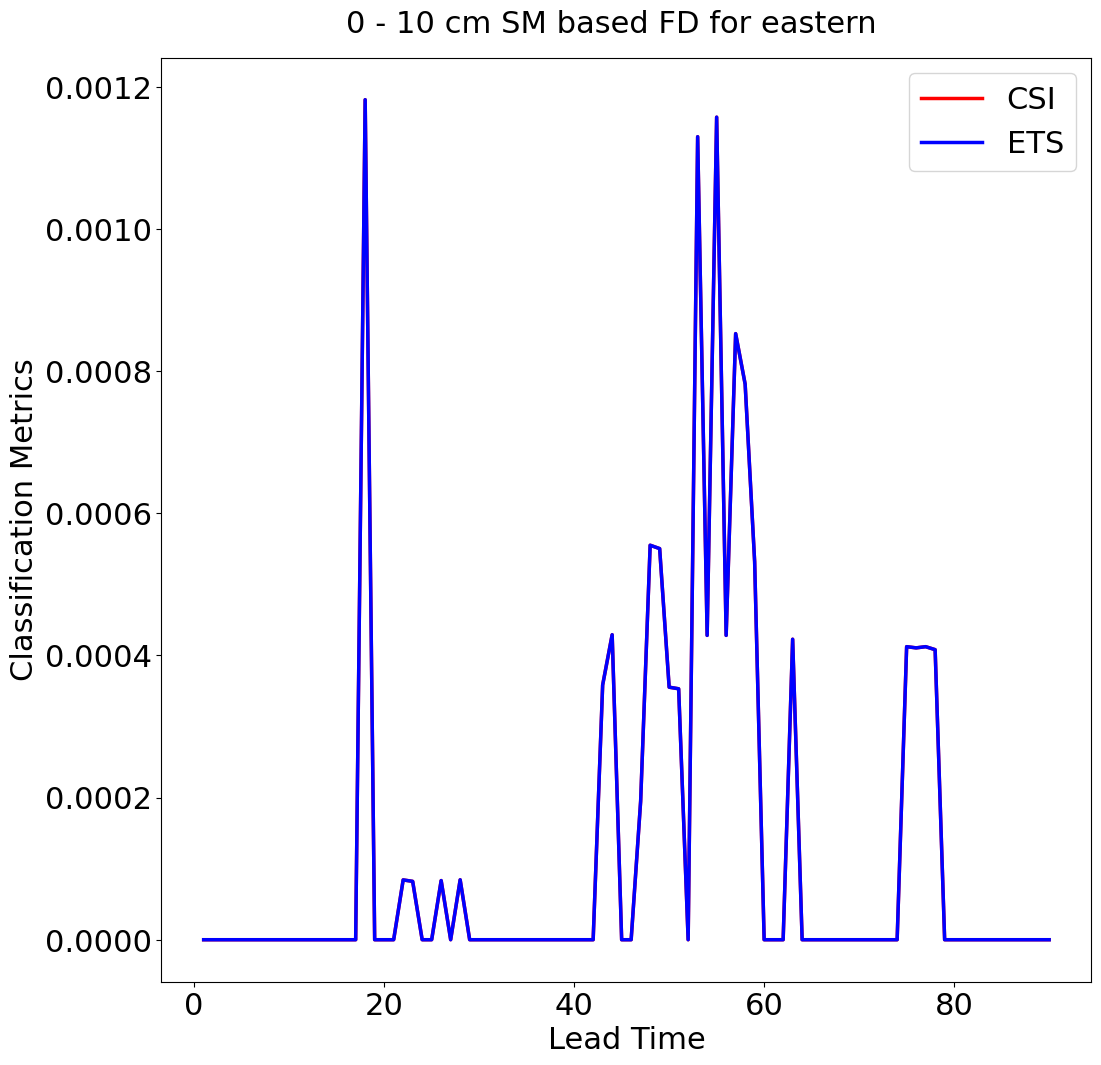 0 - 10 cm SM based FD for eastern
CSI
ETS
Classification Metrics
0.0012
0.0010
0.0008
0.0006
0.0004
0.0002
0.0000
0 20 40 60 80
Lead Time